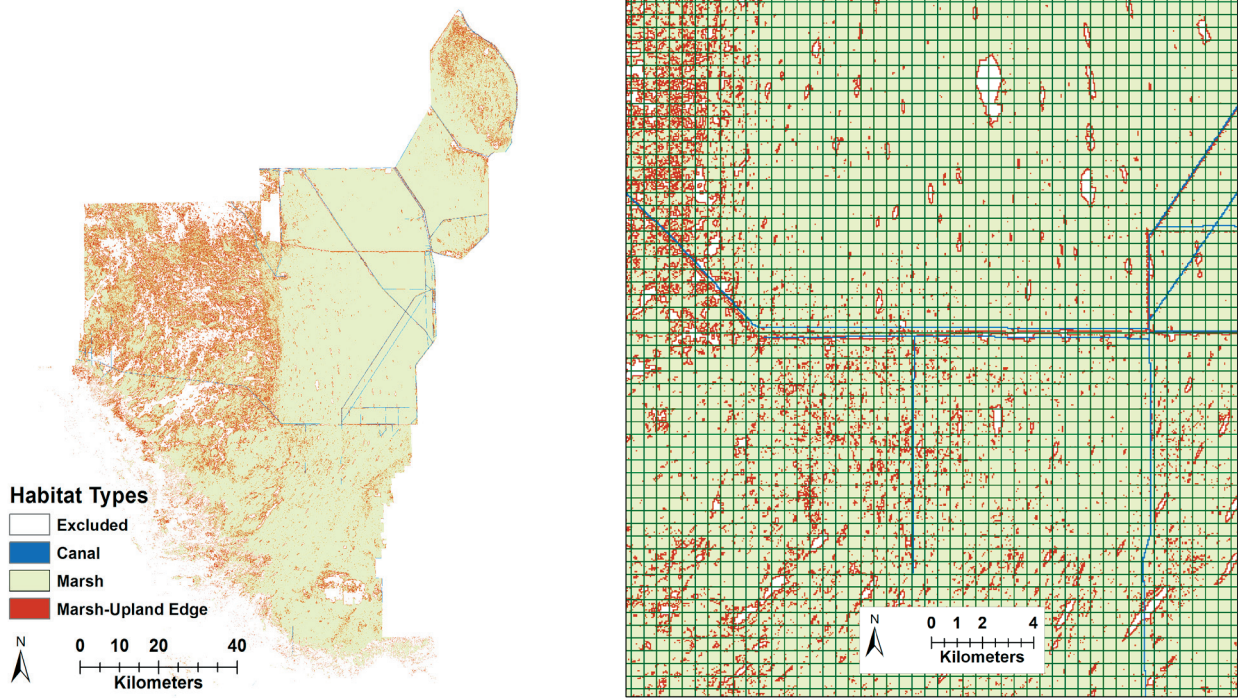 Habitat Types
Excluded
Canal
Marsh
Marsh-Upland Edge
N
0 10 20 40
Kilometers
N
0 1 2 4
Kilometers